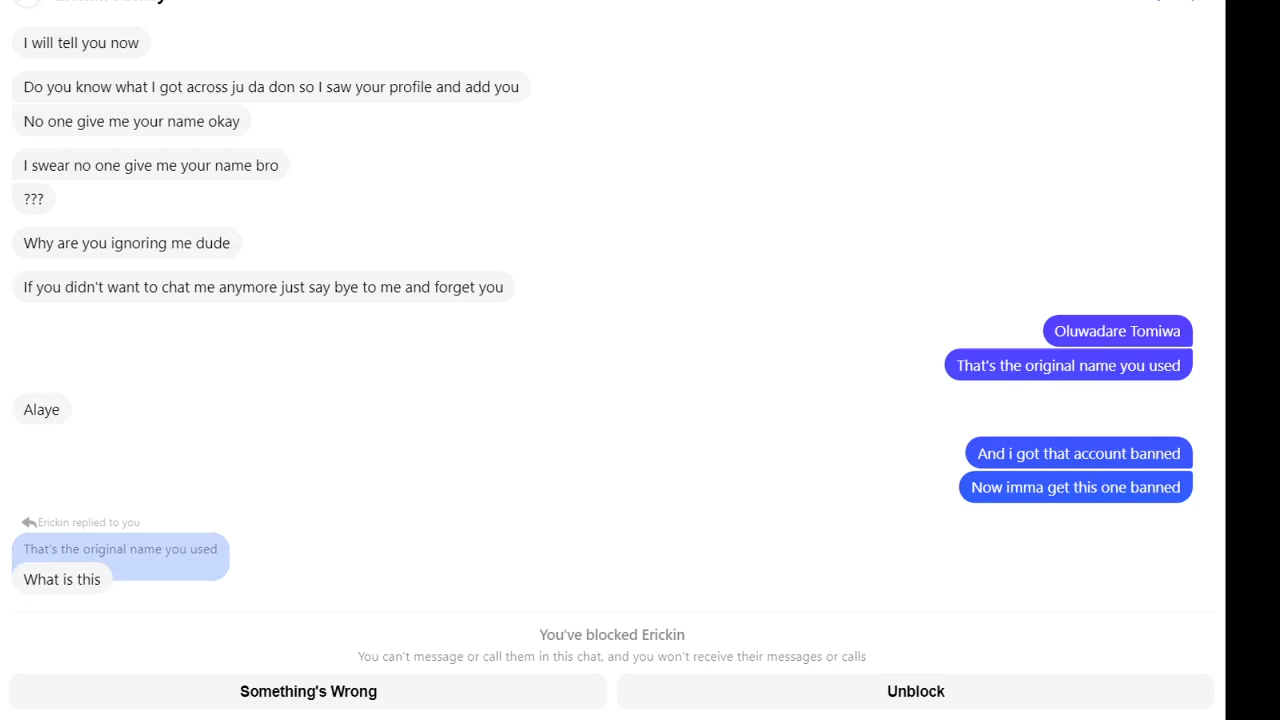 I will tell you now
Do you know what I got across ju da don so I saw your profile and add you
No one give me your name okay
I swear no one give me your name bro
???
Why are you ignoring me dude
If you didn't want to chat me anymore just say bye to me and forget you
Oluwadare Tomiwa
That's the original name you used
Alaye
And i got that account banned
Now imma get this one banned
Erickin replied to you
That's the original name you used
What is this
You've blocked Erickin
You can't message or call them in this chat, and you won't receive their messages or calls
Something's Wrong
Unblock